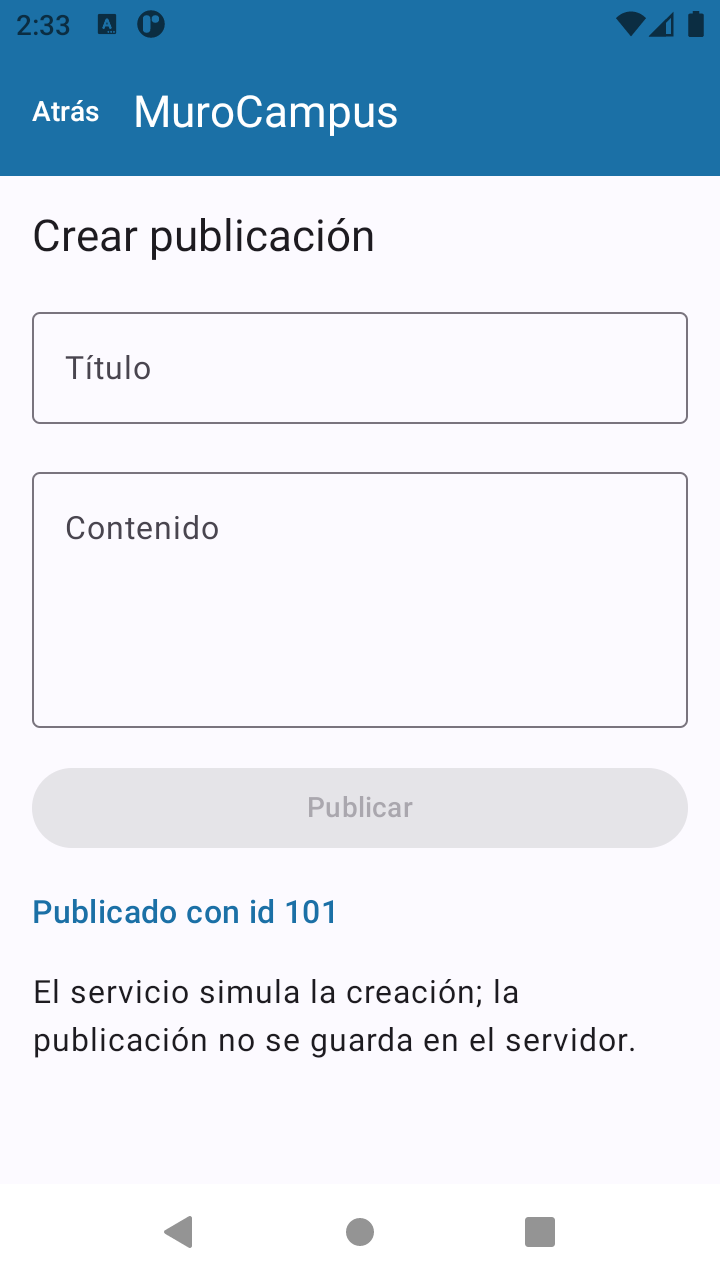 2:33
Atrás MuroCampus
Crear publicación
Título
Contenido
Publicar
Publicado con id 101
El servicio simula la creación; la
publicación no se guarda en el servidor.